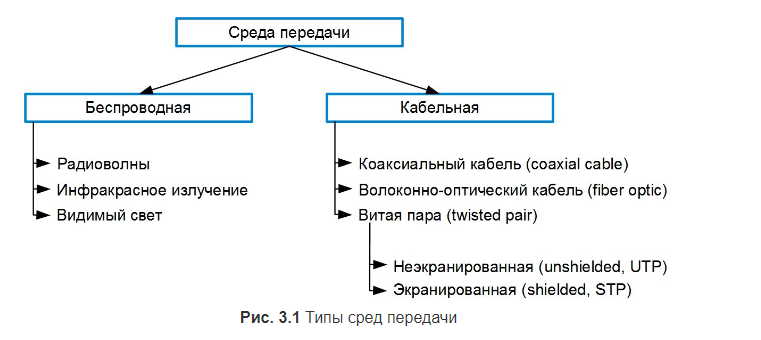 Среда передачи
Беспроводная
Радиоволны
Инфракрасное излучение
Видимый свет
Кабельная
Коаксиальный кабель (coaxial cable)
Волоконно-оптический кабель (fiber optic)
Витая пара (twisted pair)
Неэкранированная (unshielded, UTP)
Экранированная (shielded, STP)
Рис. 3.1 Типы сред передачи